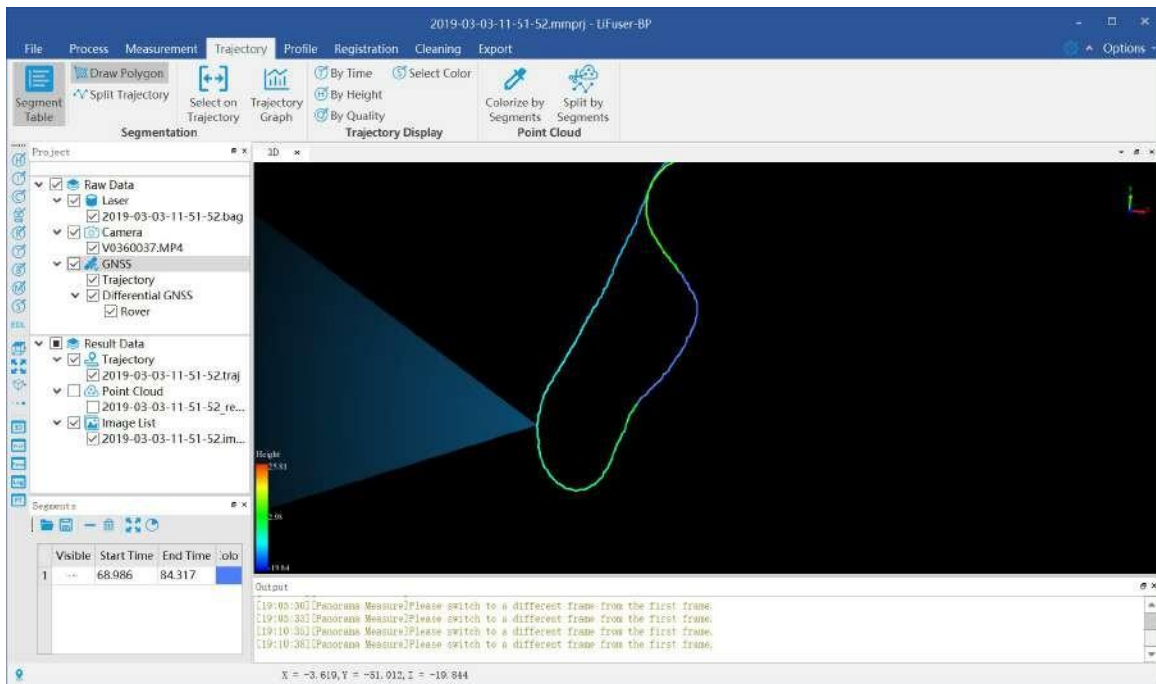 2019-03-03-11-51-52.mmprj - LiFuser-BP
File Process Measurement Trajectory Profile Registration Cleaning Export Options
Draw Polygon By Time Select Color
Split Trajectory By Height
By Quality
Segment Table
Select on Trajectory
Trajectory Graph
Colorize by Segments
Split by Segments
Segmentation Trajectory Display Point Cloud
Project
3D
Raw Data
Laser
2019-03-03-11-51-52.bag
Camera
V0360037.MP4
GNSS
Trajectory
Differential GNSS
Rover
Result Data
Trajectory
2019-03-03-11-51-52.traj
Point Cloud
2019-03-03-11-51-52_re...
Image List
2019-03-03-11-51-52.im...
Height
25.81
2.98
-19.84
Segments
Visible Start Time End Time Colo
1 68.986 84.317
Output
[19:05:30][Panorama Measure]Please switch to a different frame from the first frame.
[19:05:33][Panorama Measure]Please switch to a different frame from the first frame.
[19:10:36][Panorama Measure]Please switch to a different frame from the first frame.
[19:10:38][Panorama Measure]Please switch to a different frame from the first frame.
X = -3.619, Y = -51.012, Z = -19.844